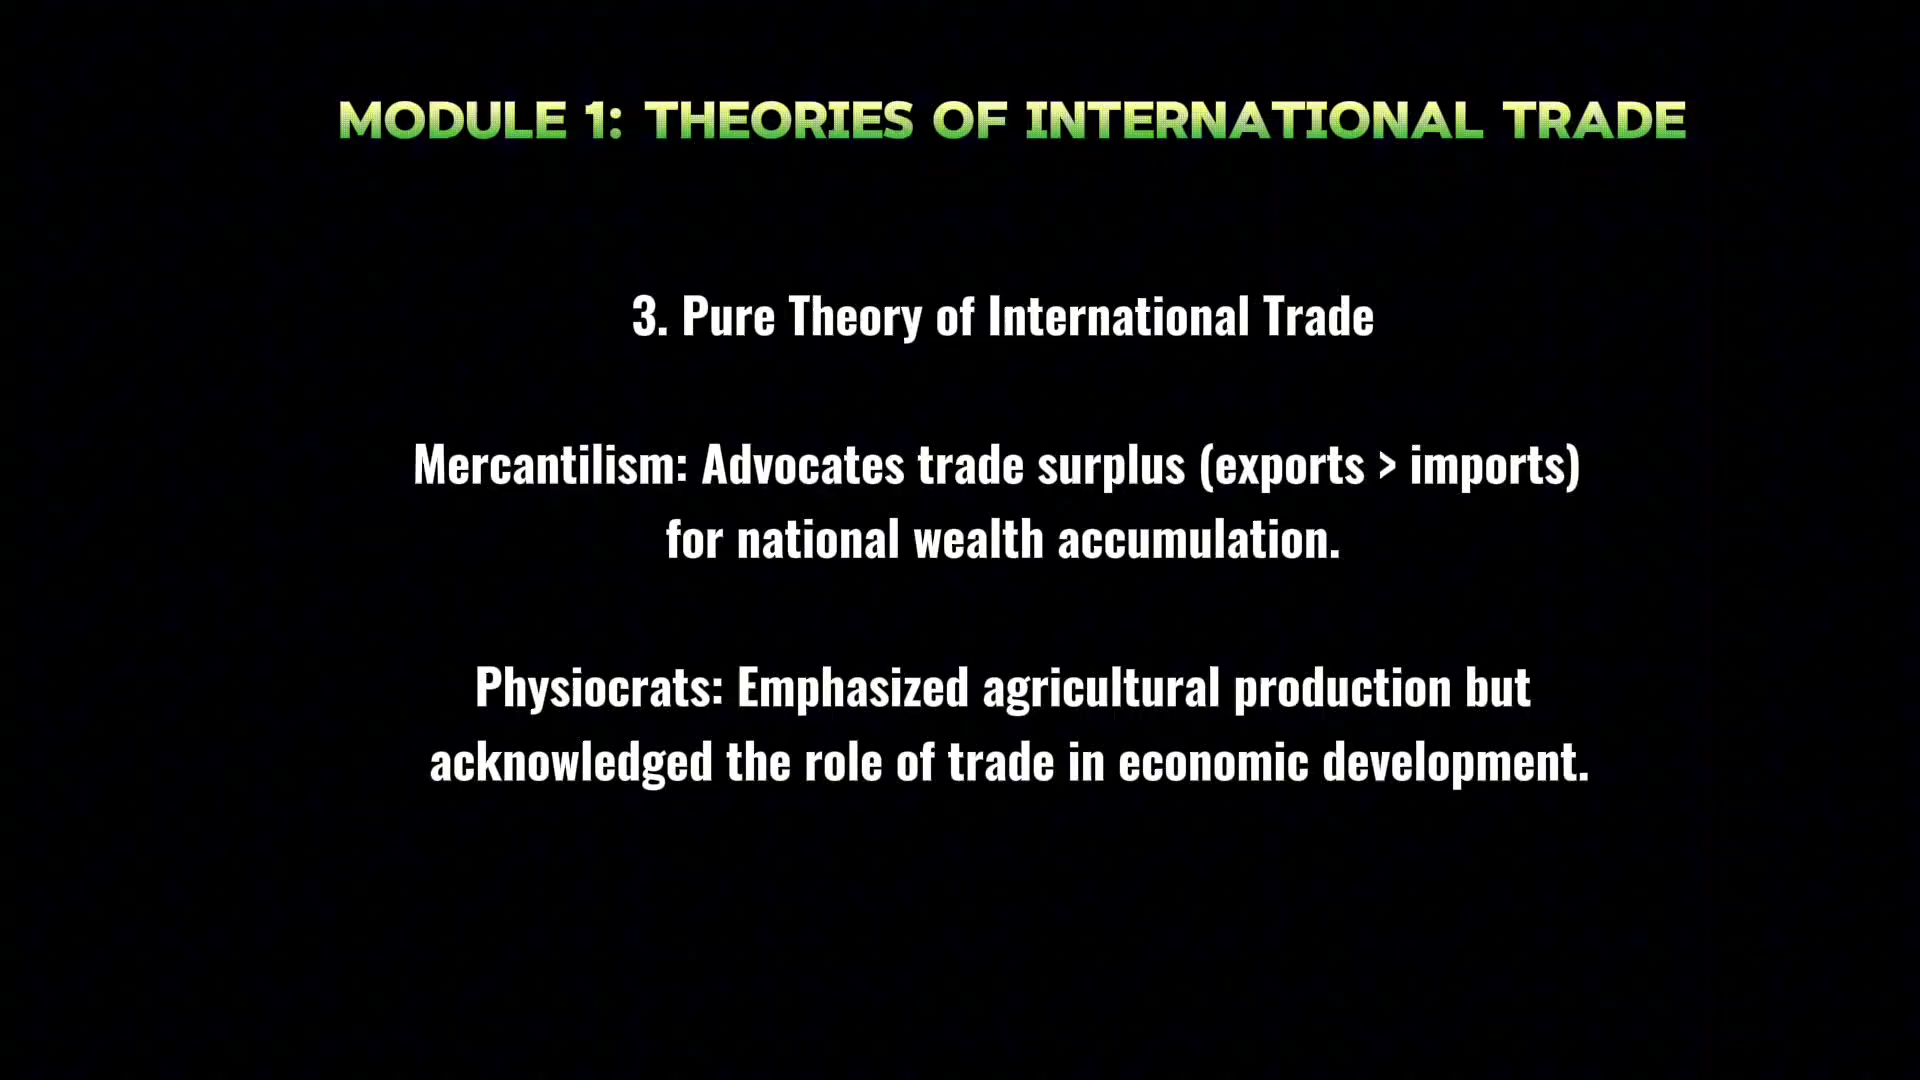 MODULE 1: THEORIES OF INTERNATIONAL TRADE
3. Pure Theory of International Trade
Mercantilism: Advocates trade surplus (exports > imports)
for national wealth accumulation.
Physiocrats: Emphasized agricultural production but
acknowledged the role of trade in economic development.